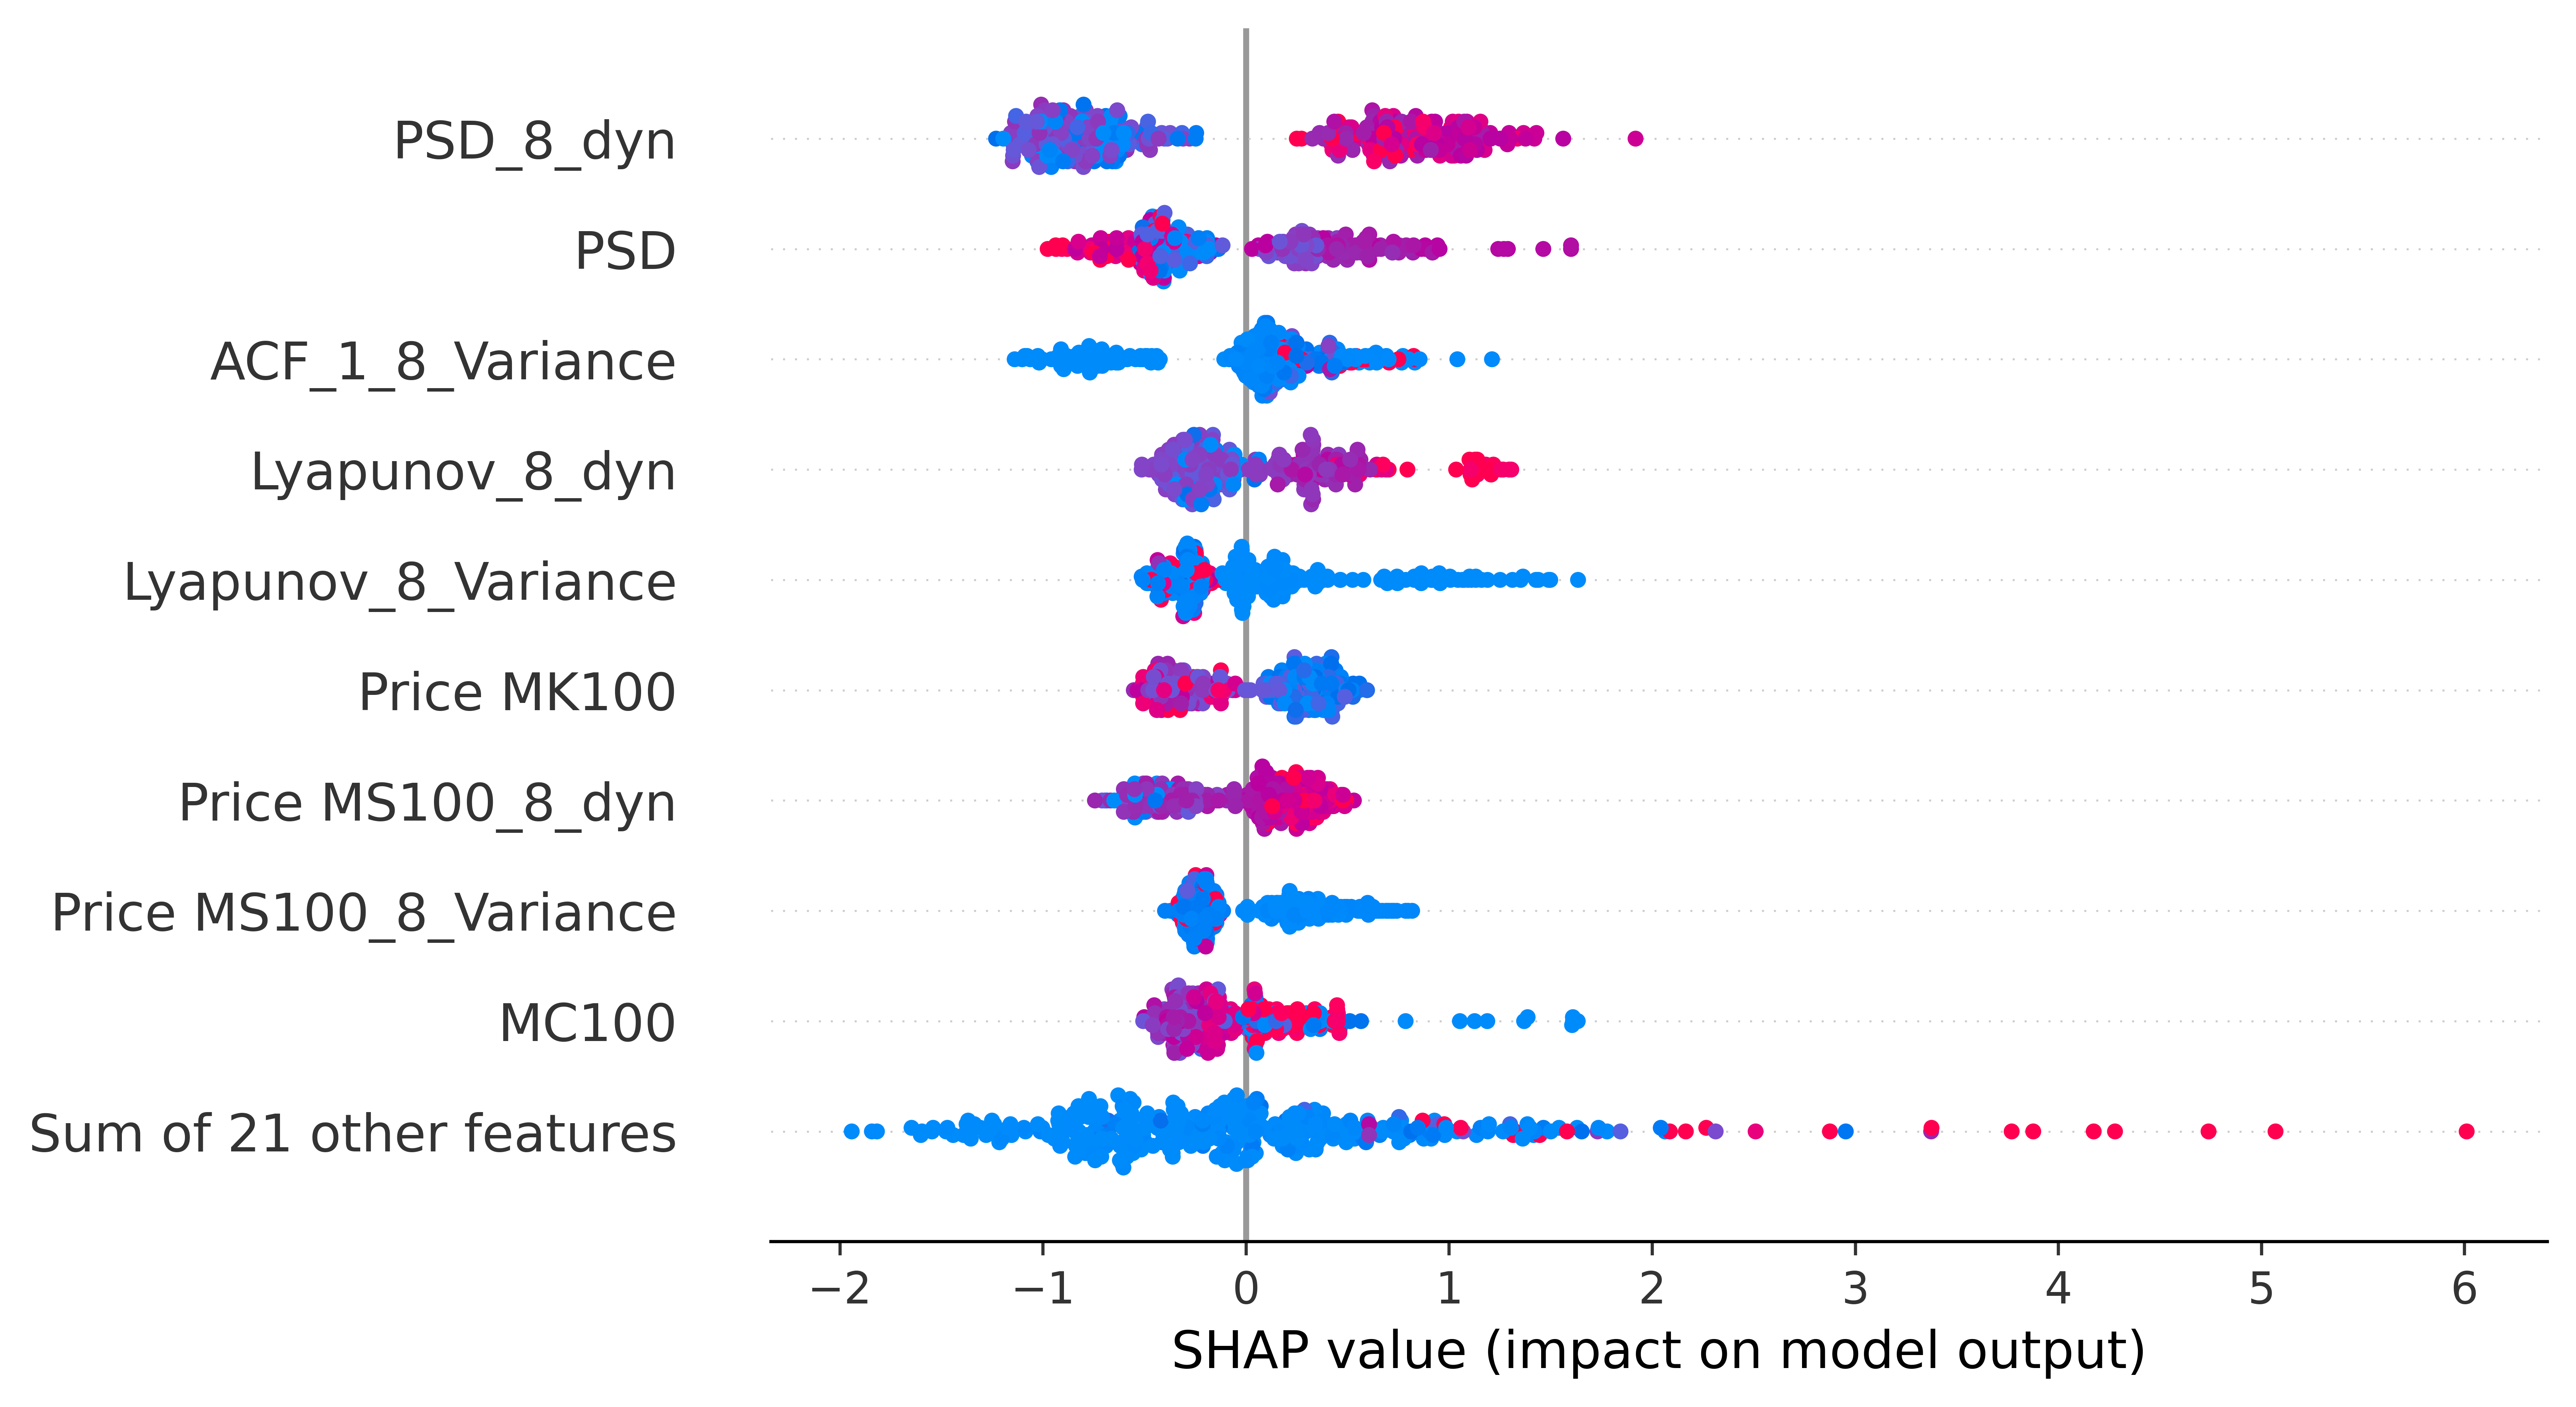 PSD_8_dyn
PSD
ACF_1_8_Variance
Lyapunov_8_dyn
Lyapunov_8_Variance
Price MK100
Price MS100_8_dyn
Price MS100_8_Variance
MC100
Sum of 21 other features
−2 −1 0 1 2 3 4 5 6
SHAP value (impact on model output)